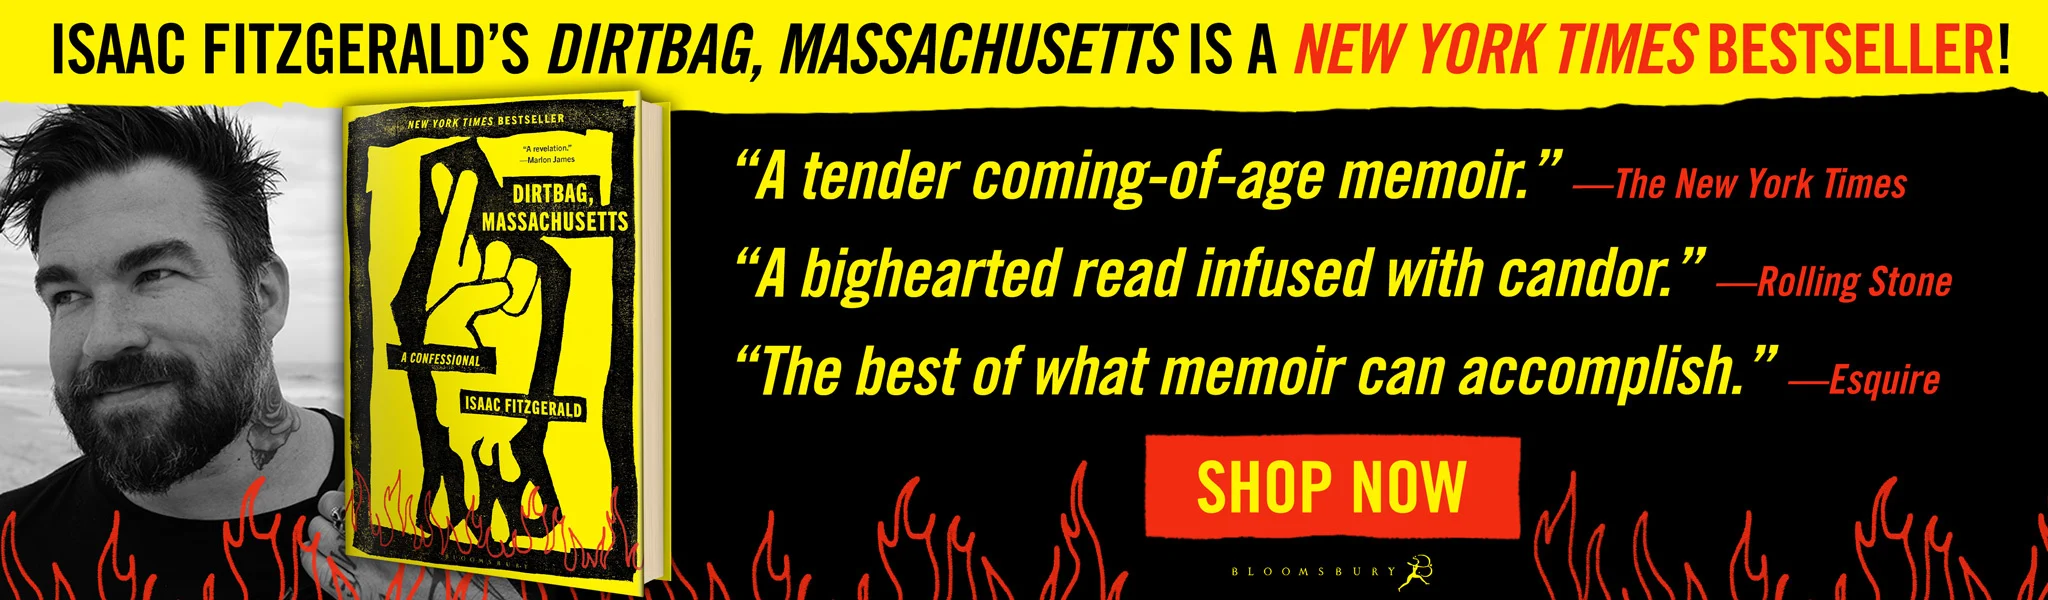 ISAAC FITZGERALD’S DIRTBAG, MASSACHUSETTS IS A NEW YORK TIMES BESTSELLER!
NEW YORK TIMES BESTSELLER
“A revelation.”
—Marlon James
DIRTBAG,
MASSACHUSETTS
A CONFESSIONAL
ISAAC FITZGERALD
BLOOMSBURY
“A tender coming-of-age memoir.” —The New York Times
“A bighearted read infused with candor.” —Rolling Stone
“The best of what memoir can accomplish.” —Esquire
SHOP NOW
BLOOMSBURY